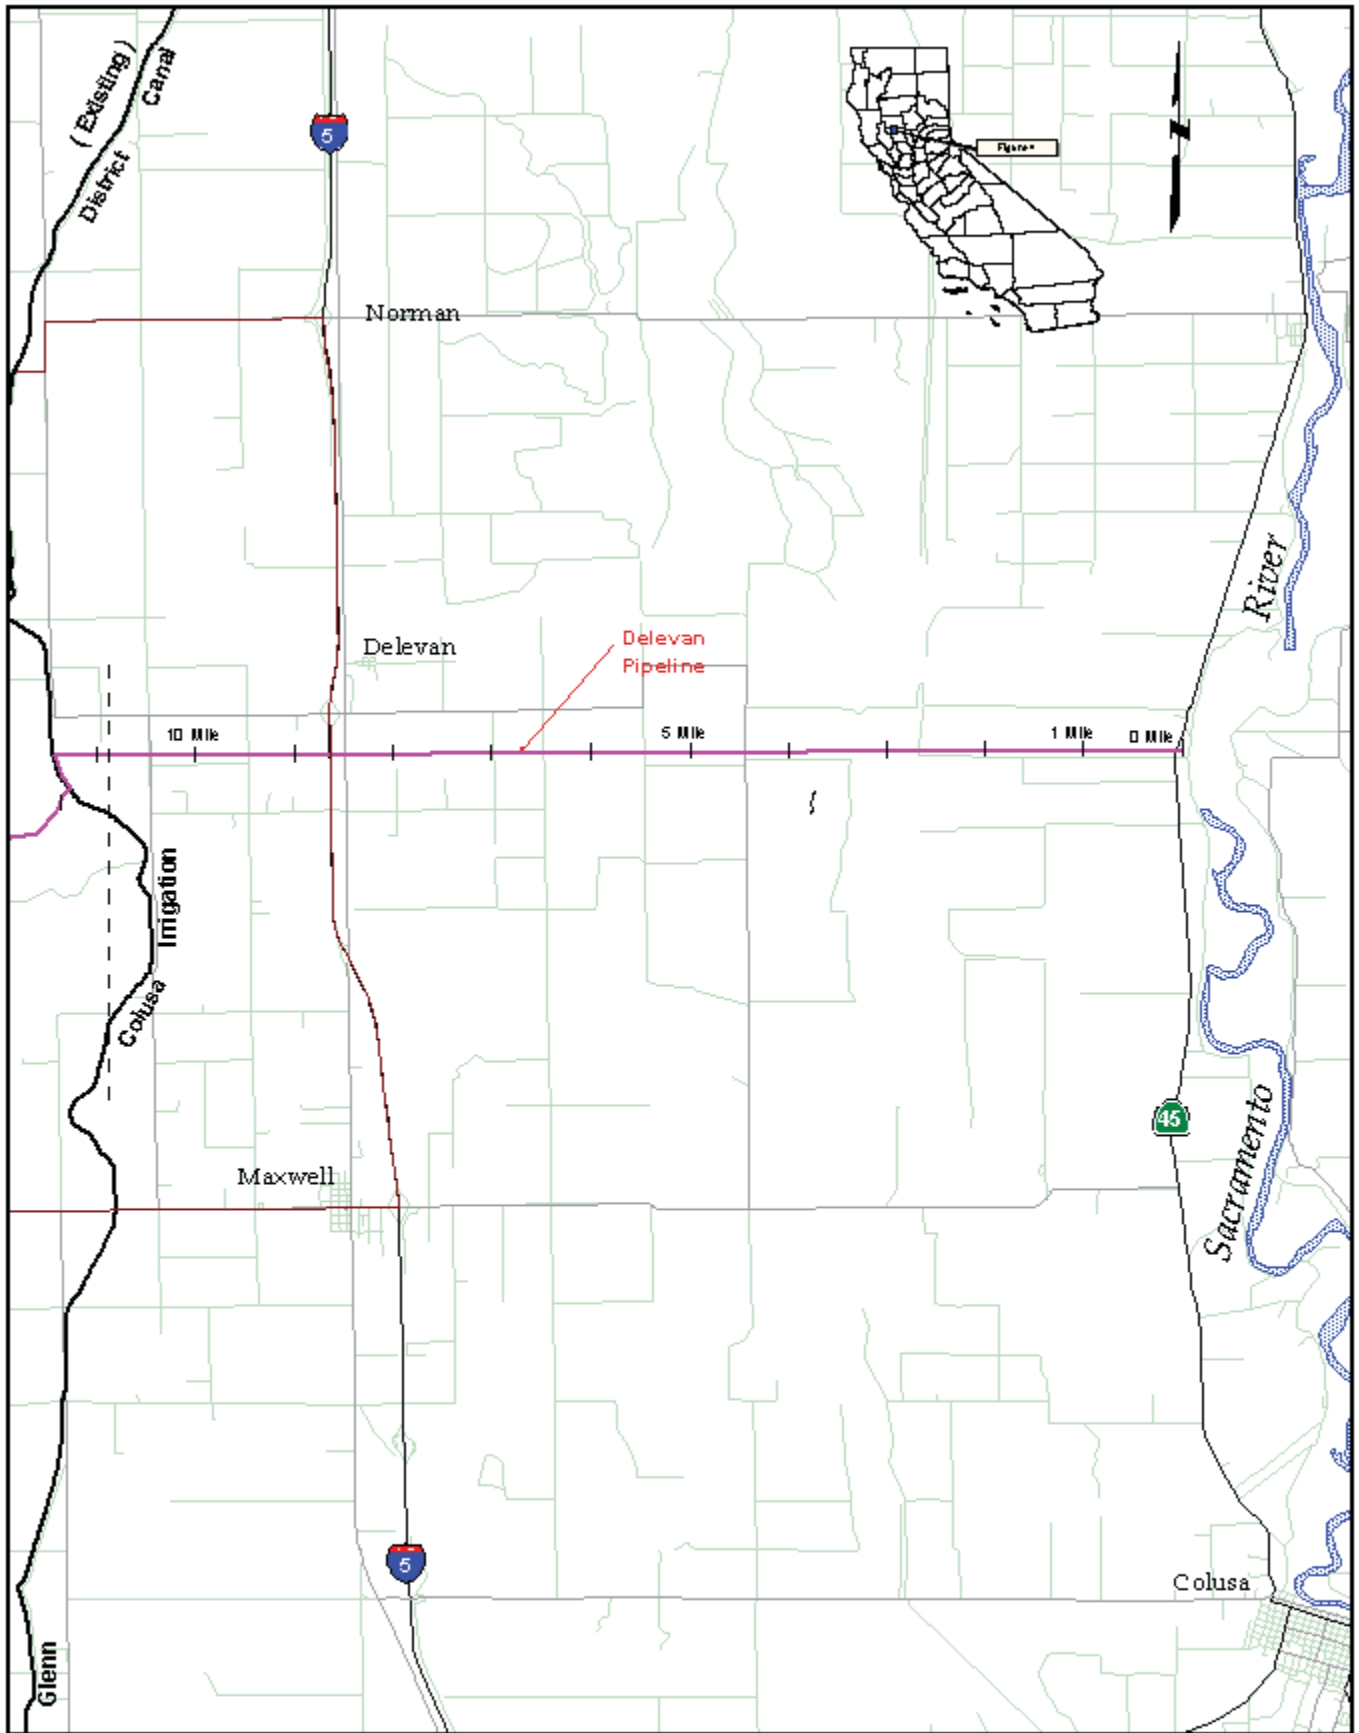 ( Existing )
Canal
District
5
N
Norman
River
Delevan
Delevan
Pipeline
10 Mile
5 Mile
1 Mile
0 Mile
Irrigation
Colusa
45
Sacramento
Maxwell
5
Colusa
Glenn